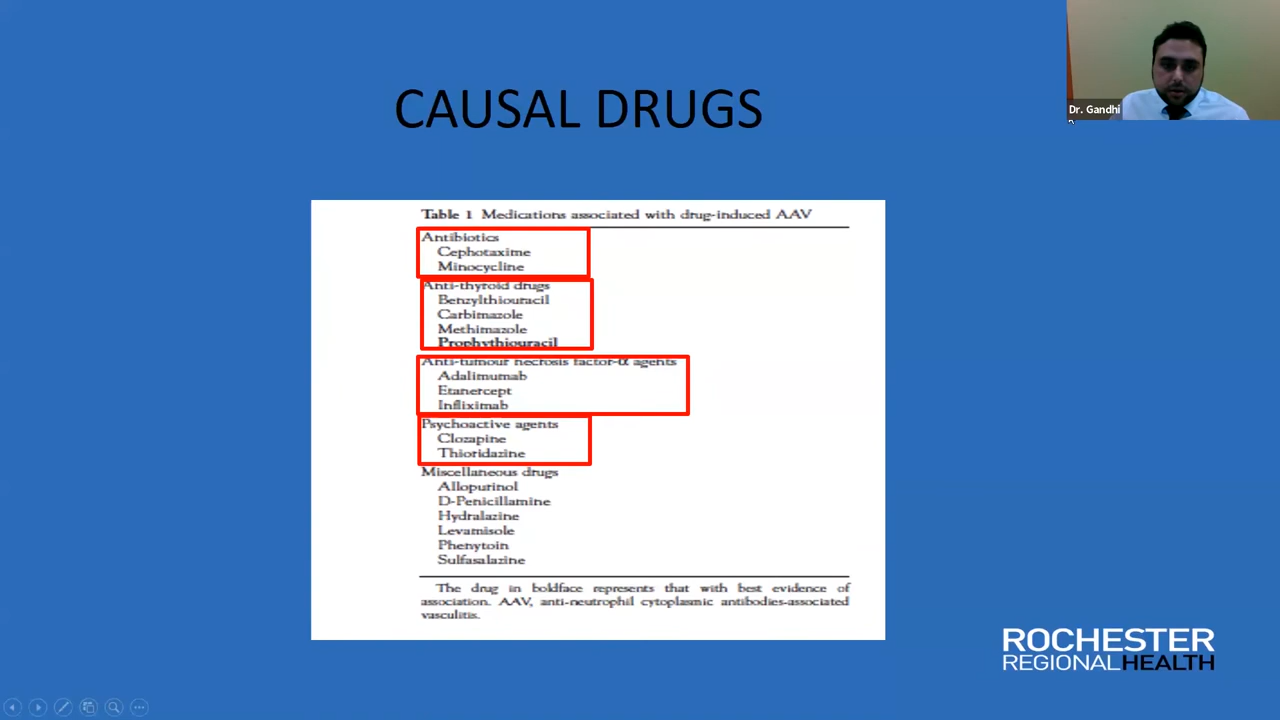 CAUSAL DRUGS
Dr. Gandhi
Table 1 Medications associated with drug-induced AAV
Antibiotics
Cephotaxime
Minocycline
Anti-thyroid drugs
Benzylthiouracil
Carbimazole
Methimazole
Prophythiouracil
Anti-tumour necrosis factor-α agents
Adalimumab
Etanercept
Infliximab
Psychoactive agents
Clozapine
Thioridazine
Miscellaneous drugs
Allopurinol
D-Penicillamine
Hydralazine
Levamisole
Phenytoin
Sulfasalazine
The drug in boldface represents that with best evidence of
association. AAV, anti-neutrophil cytoplasmic antibodies-associated
vasculitis.
ROCHESTER
REGIONALHEALTH